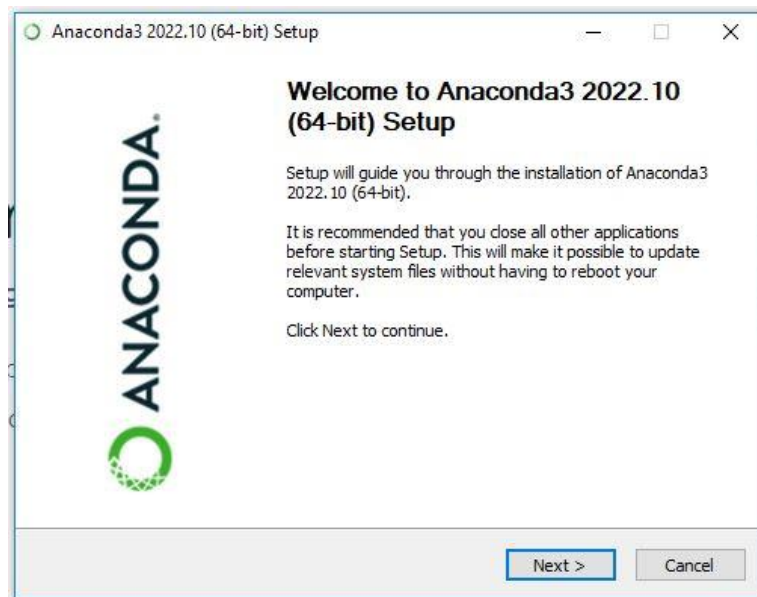 Anaconda3 2022.10 (64-bit) Setup
ANACONDA.
Welcome to Anaconda3 2022.10
(64-bit) Setup
Setup will guide you through the installation of Anaconda3
2022.10 (64-bit).
It is recommended that you close all other applications
before starting Setup. This will make it possible to update
relevant system files without having to reboot your
computer.
Click Next to continue.
Next >
Cancel